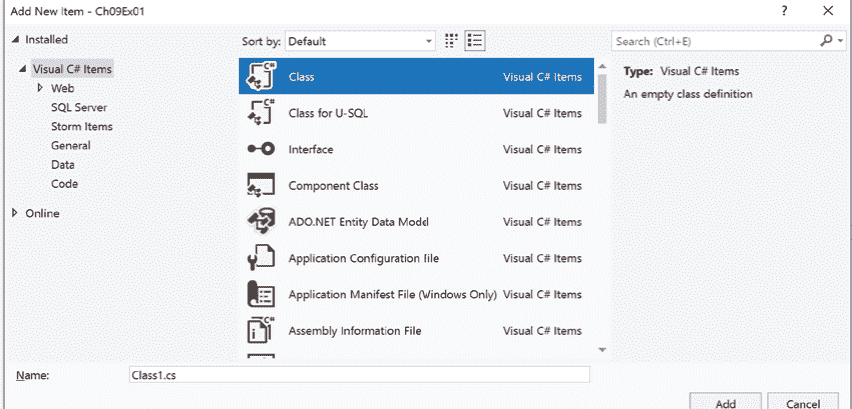 Add New Item - Ch09Ex01
? ×
Installed
Sort by: Default
Search (Ctrl+E)
Visual C# Items
Web
SQL Server
Storm Items
General
Data
Code
Online
Class Visual C# Items
Class for U-SQL Visual C# Items
Interface Visual C# Items
Component Class Visual C# Items
ADO.NET Entity Data Model Visual C# Items
Application Configuration File Visual C# Items
Application Manifest File (Windows Only) Visual C# Items
Assembly Information File Visual C# Items
Type: Visual C# Items
An empty class definition
Name: Class1.cs
Add Cancel